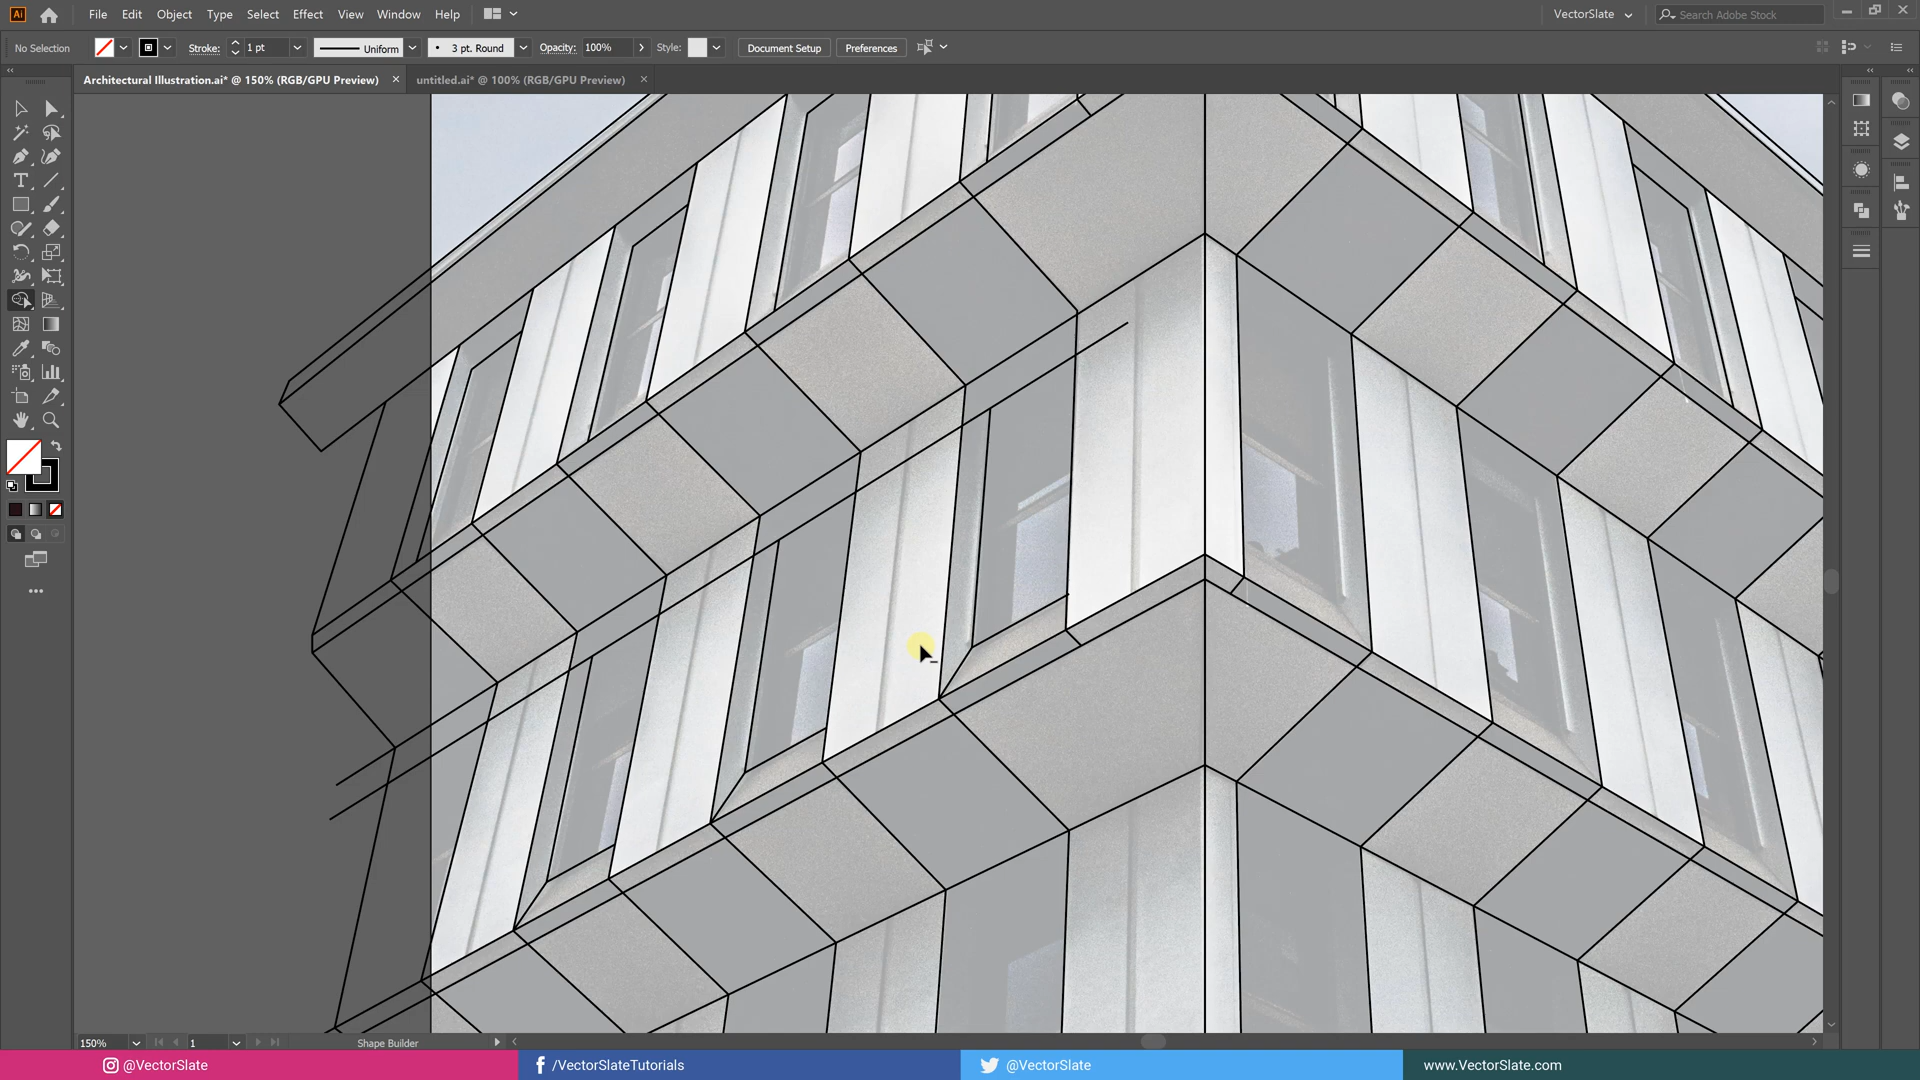 Ai File Edit Object Type Select Effect View Window Help VectorSlate Search Adobe Stock
No Selection Stroke: 1 pt Uniform 3 pt. Round Opacity: 100% Style: Document Setup Preferences
Architectural Illustration.ai* @ 150% (RGB/GPU Preview) × untitled.ai* @ 100% (RGB/GPU Preview) ×
150% 1 Shape Builder
@VectorSlate /VectorSlateTutorials @VectorSlate www.VectorSlate.com